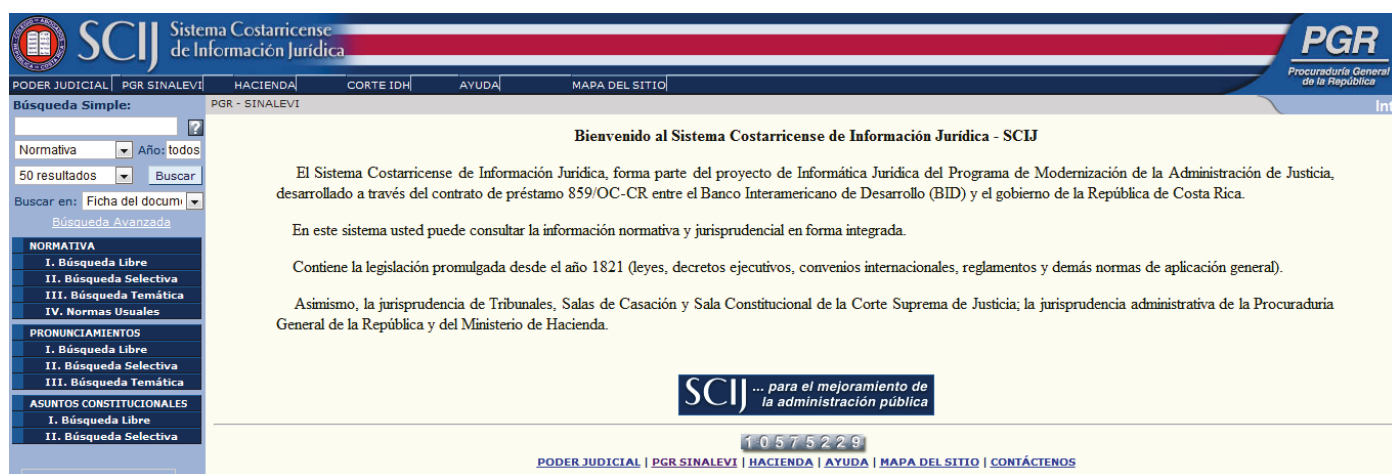 SCIJ Sistema Costarricense
de Información Jurídica
PGR
Procuraduría General
de la República
PODER JUDICIAL PGR SINALEVI HACIENDA CORTE IDH AYUDA MAPA DEL SITIO
Búsqueda Simple:
?
Normativa Año: todos
50 resultados Buscar
Buscar en: Ficha del docum
Búsqueda Avanzada
NORMATIVA
I. Búsqueda Libre
II. Búsqueda Selectiva
III. Búsqueda Temática
IV. Normas Usuales
PRONUNCIAMIENTOS
I. Búsqueda Libre
II. Búsqueda Selectiva
III. Búsqueda Temática
ASUNTOS CONSTITUCIONALES
I. Búsqueda Libre
II. Búsqueda Selectiva
PGR - SINALEVI
Int
Bienvenido al Sistema Costarricense de Información Jurídica - SCIJ
El Sistema Costarricense de Información Juridica, forma parte del proyecto de Informática Juridica del Programa de Modernización de la Administración de Justicia,
desarrollado a través del contrato de préstamo 859/OC-CR entre el Banco Interamericano de Desarrollo (BID) y el gobierno de la República de Costa Rica.
En este sistema usted puede consultar la información normativa y jurisprudencial en forma integrada.
Contiene la legislación promulgada desde el año 1821 (leyes, decretos ejecutivos, convenios internacionales, reglamentos y demás normas de aplicación general).
Asimismo, la jurisprudencia de Tribunales, Salas de Casación y Sala Constitucional de la Corte Suprema de Justicia; la jurisprudencia administrativa de la Procuraduria
General de la República y del Ministerio de Hacienda.
SCIJ ... para el mejoramiento de
la administración pública
10575229
PODER JUDICIAL | PGR SINALEVI | HACIENDA | AYUDA | MAPA DEL SITIO | CONTÁCTENOS